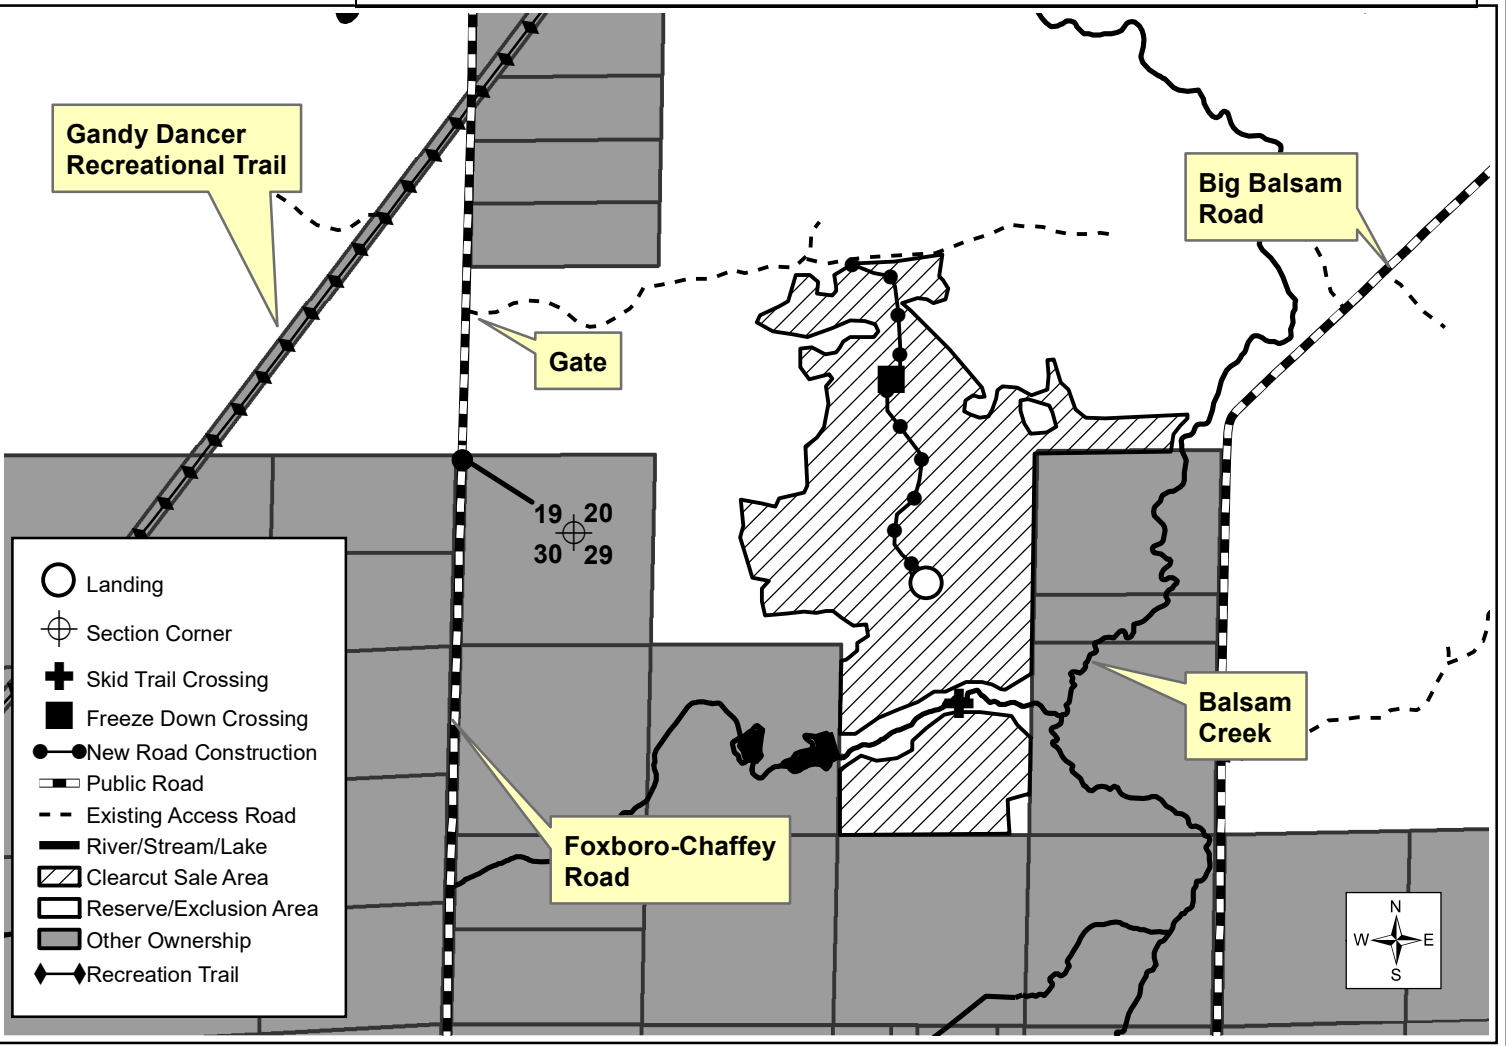 Gandy Dancer
Recreational Trail
Big Balsam
Road
Gate
19 20
30 29
Landing
Section Corner
Skid Trail Crossing
Freeze Down Crossing
New Road Construction
Public Road
Existing Access Road
River/Stream/Lake
Clearcut Sale Area
Reserve/Exclusion Area
Other Ownership
Recreation Trail
Balsam
Creek
Foxboro-Chaffey
Road
N
W E
S